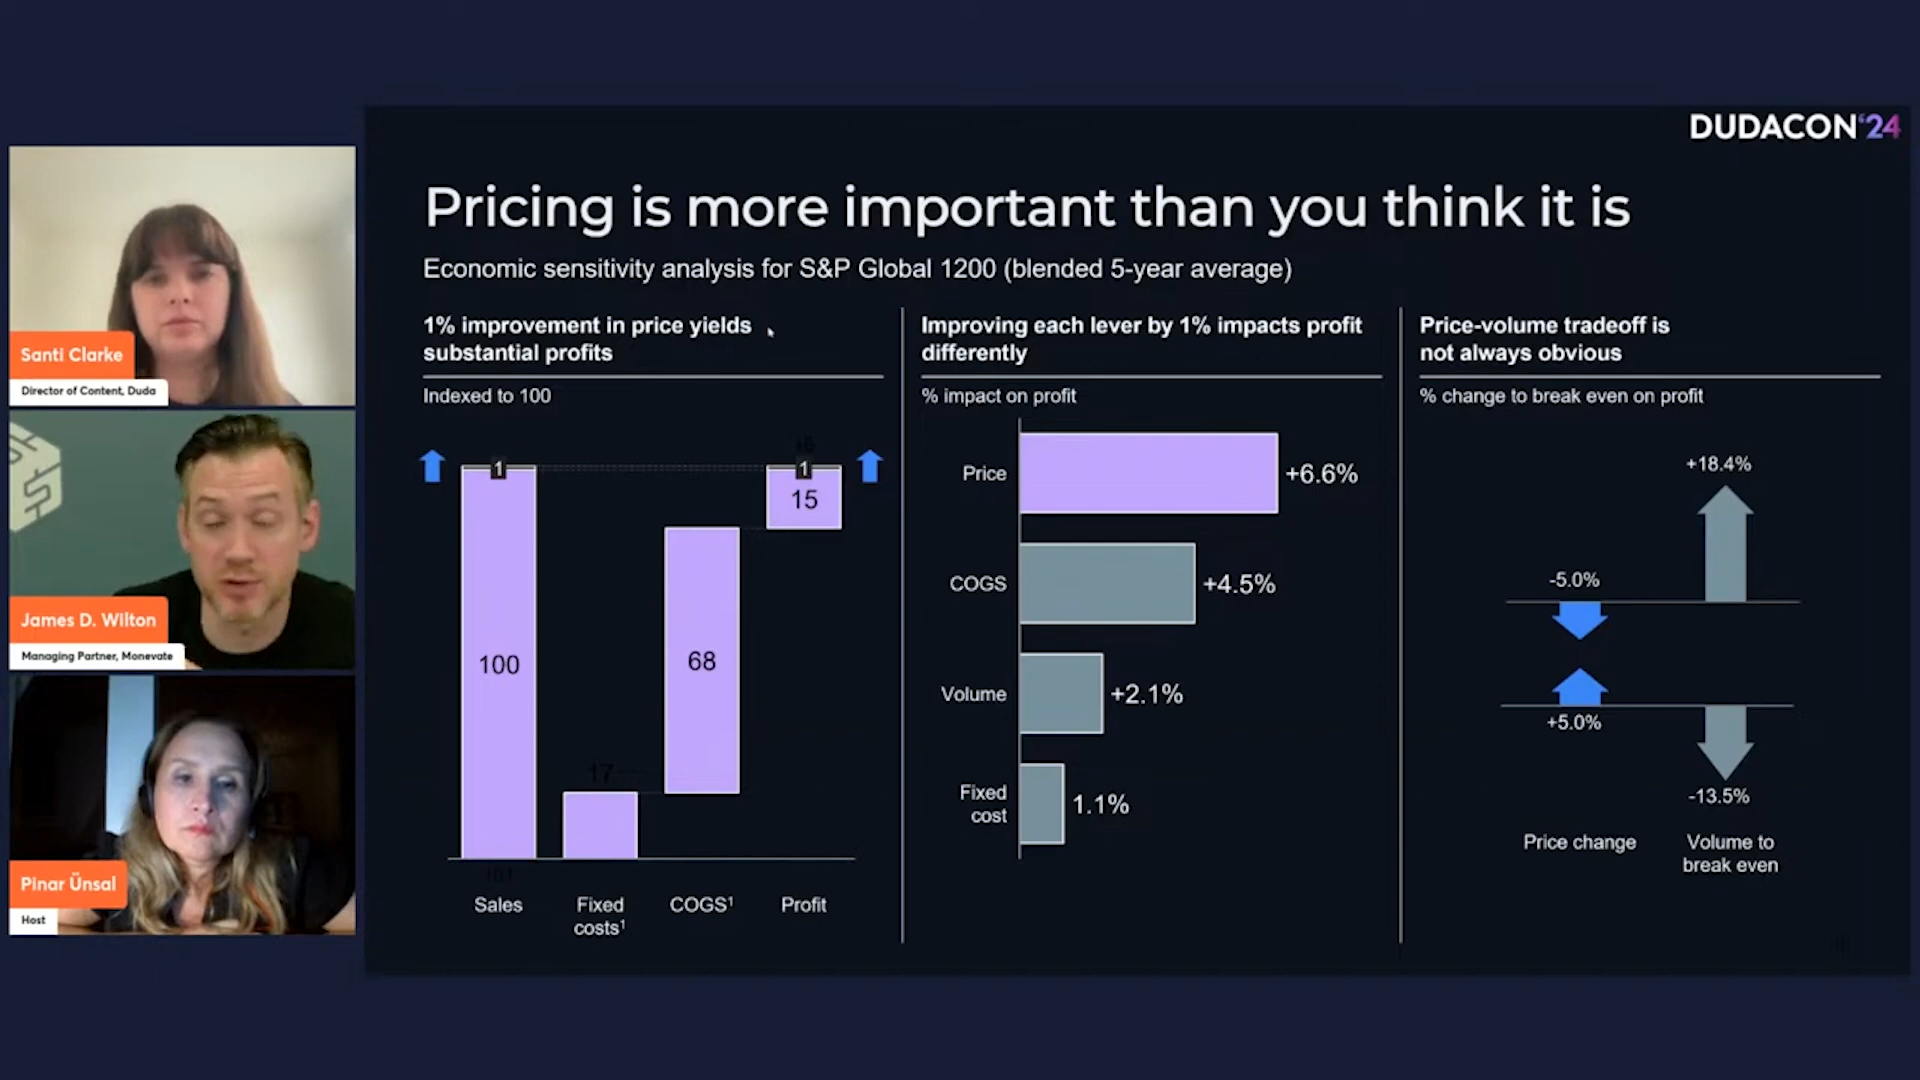 DUDACON'24
Santi Clarke
Director of Content, Duda
James D. Wilton
Managing Partner, Monevate
Pinar Ünsal
Host
Pricing is more important than you think it is
Economic sensitivity analysis for S&P Global 1200 (blended 5-year average)
1% improvement in price yields
substantial profits
Indexed to 100
1
1
15
100
68
17
Sales
Fixed
costs¹
COGS¹
Profit
Improving each lever by 1% impacts profit
differently
% impact on profit
Price
+6.6%
COGS
+4.5%
Volume
+2.1%
Fixed
cost
1.1%
Price-volume tradeoff is
not always obvious
% change to break even on profit
+18.4%
-5.0%
+5.0%
-13.5%
Price change
Volume to
break even